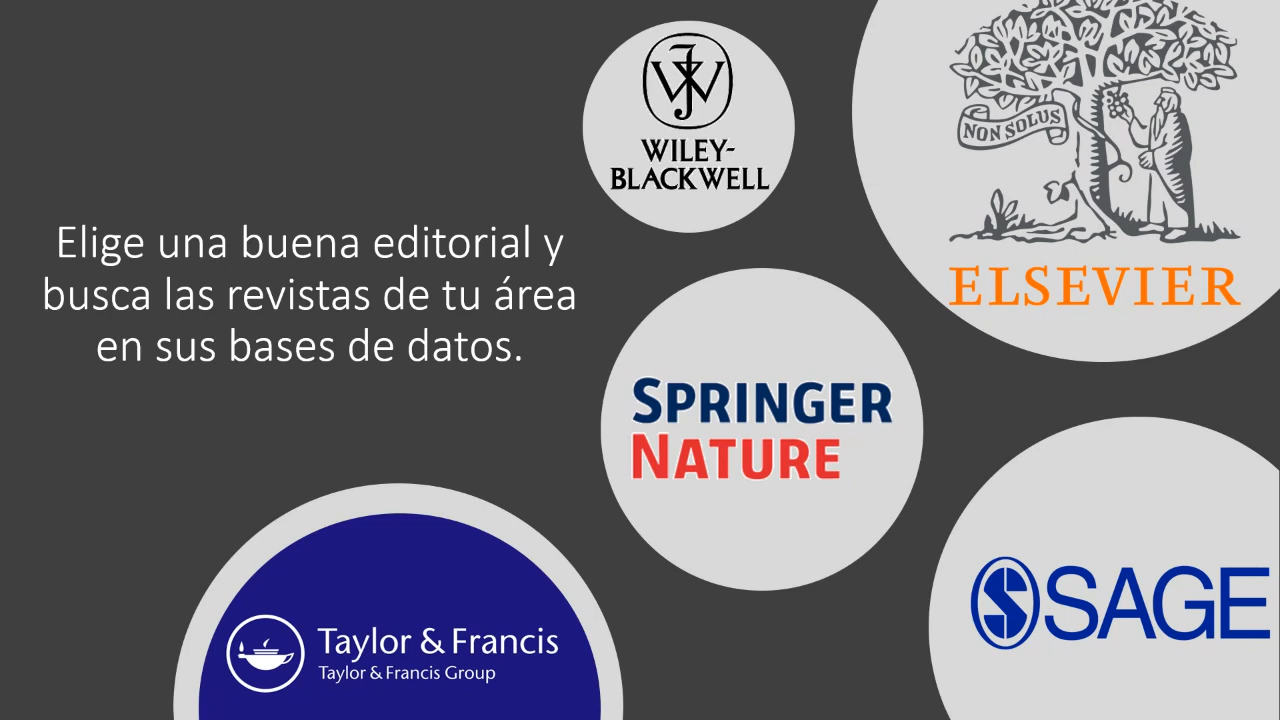 Elige una buena editorial y
busca las revistas de tu área
en sus bases de datos.
WILEY-
BLACKWELL
NON SOLUS
ELSEVIER
SPRINGER
NATURE
SAGE
Taylor & Francis
Taylor & Francis Group